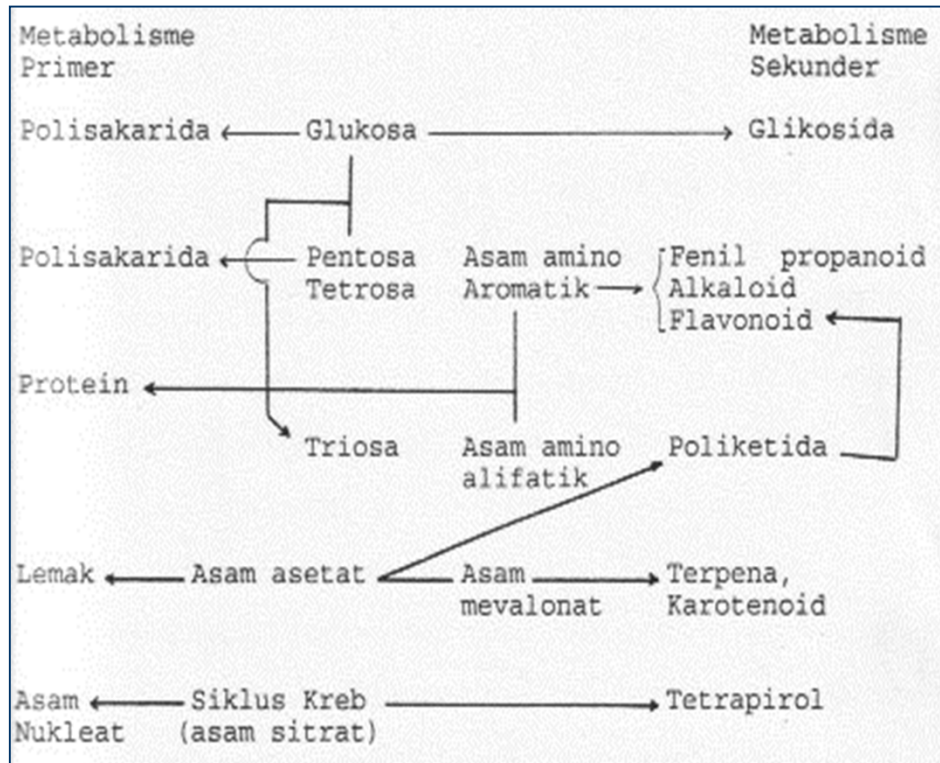 Metabolisme Metabolisme
Primer Sekunder
Polisakarida Glukosa Glikosida
Polisakarida Pentosa Asam amino Fenil propanoid
Tetrosa Aromatik Alkaloid
Flavonoid
Protein
Triosa Asam amino Poliketida
alifatik
Lemak Asam asetat Asam Terpena,
mevalonat Karotenoid
Asam Siklus Kreb Tetrapirol
Nukleat (asam sitrat)